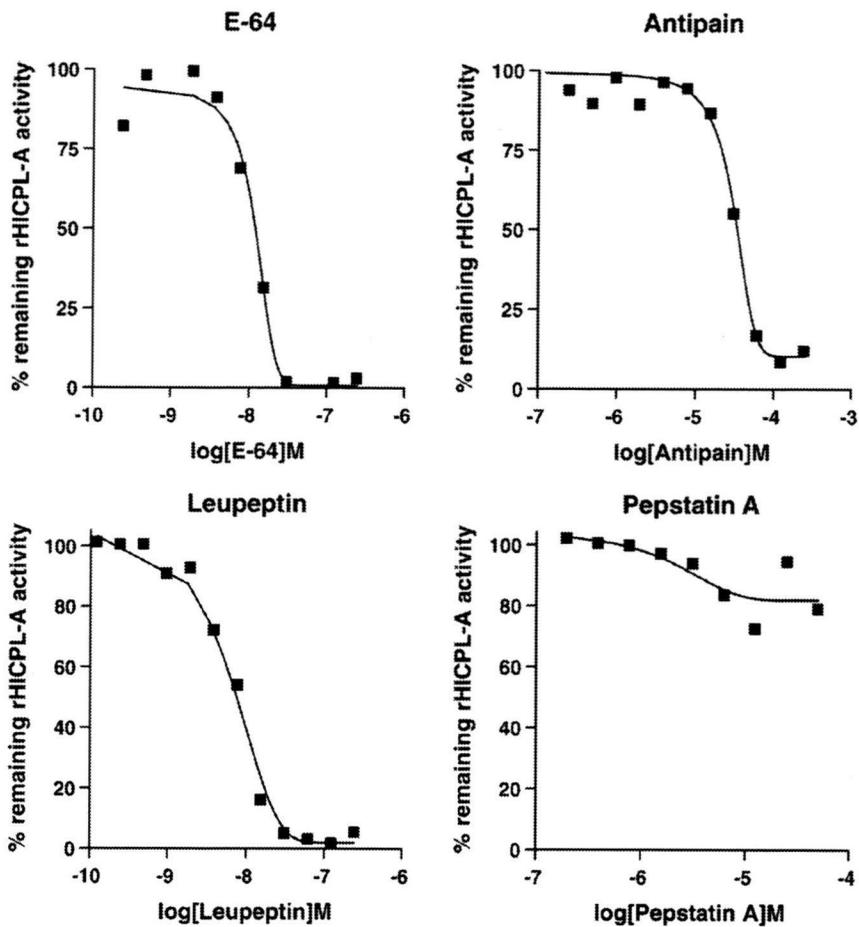 E-64
% remaining rHICPL-A activity
100
75
50
25
0
-10 -9 -8 -7 -6
log[E-64]M
Antipain
% remaining rHICPL-A activity
100
75
50
25
0
-7 -6 -5 -4 -3
log[Antipain]M
Leupeptin
% remaining rHICPL-A activity
100
80
60
40
20
0
-10 -9 -8 -7 -6
log[Leupeptin]M
Pepstatin A
% remaining rHICPL-A activity
100
80
60
40
20
0
-7 -6 -5 -4
log[Pepstatin A]M